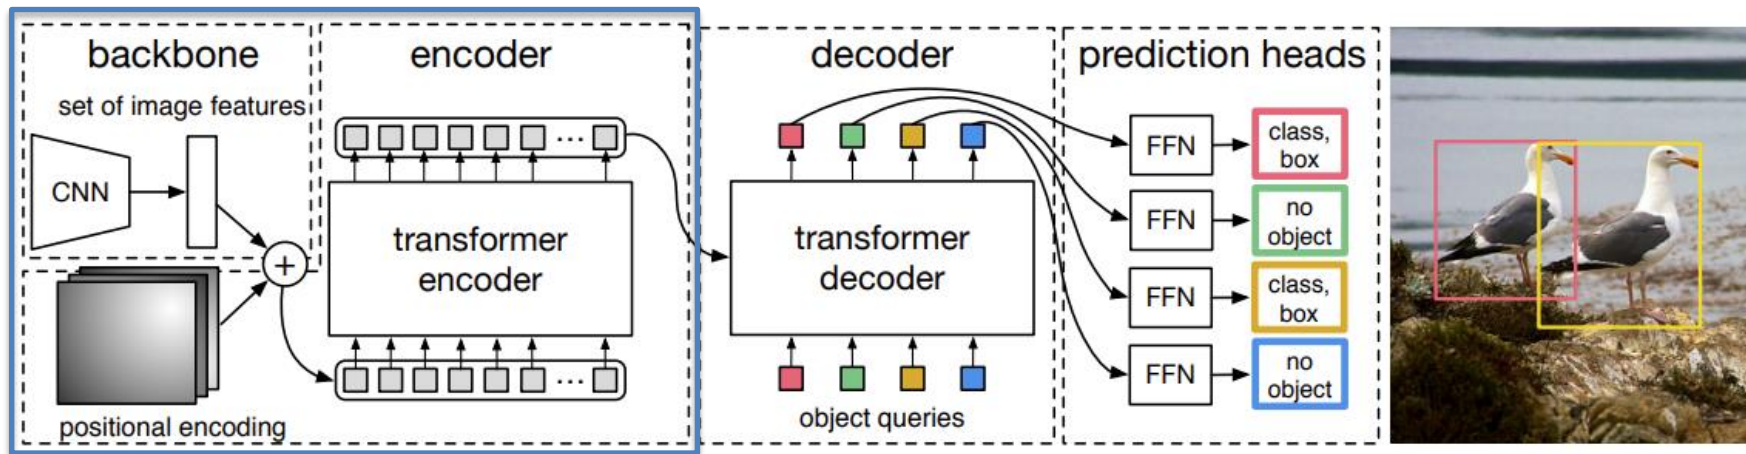 backbone
set of image features
CNN
+
positional encoding
encoder
transformer
encoder
...
...
decoder
transformer
decoder
object queries
prediction heads
FFN
class,
box
FFN
no
object
FFN
class,
box
FFN
no
object